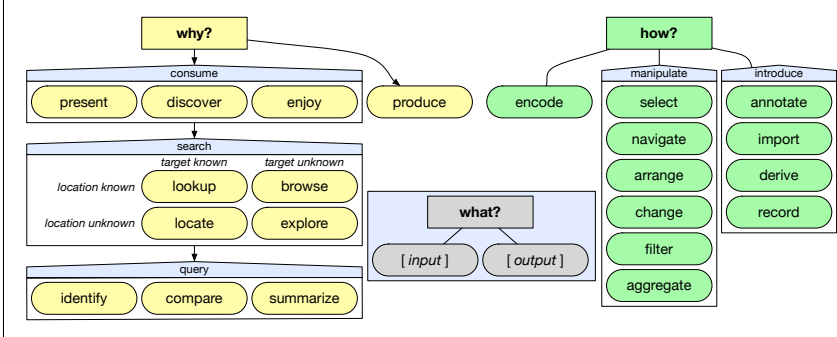 why?
consume
present discover enjoy
produce
search
target known target unknown
location known lookup browse
location unknown locate explore
query
identify compare summarize
what?
[ input ] [ output ]
how?
encode
manipulate
select
navigate
arrange
change
filter
aggregate
introduce
annotate
import
derive
record